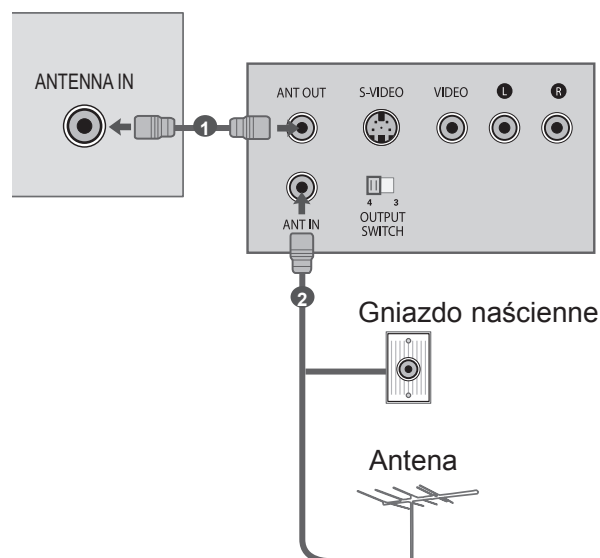 ANTENNA IN
ANT OUT
S-VIDEO
VIDEO
L
R
1
4 3
OUTPUT
SWITCH
ANT IN
2
Gniazdo naścienne
Antena